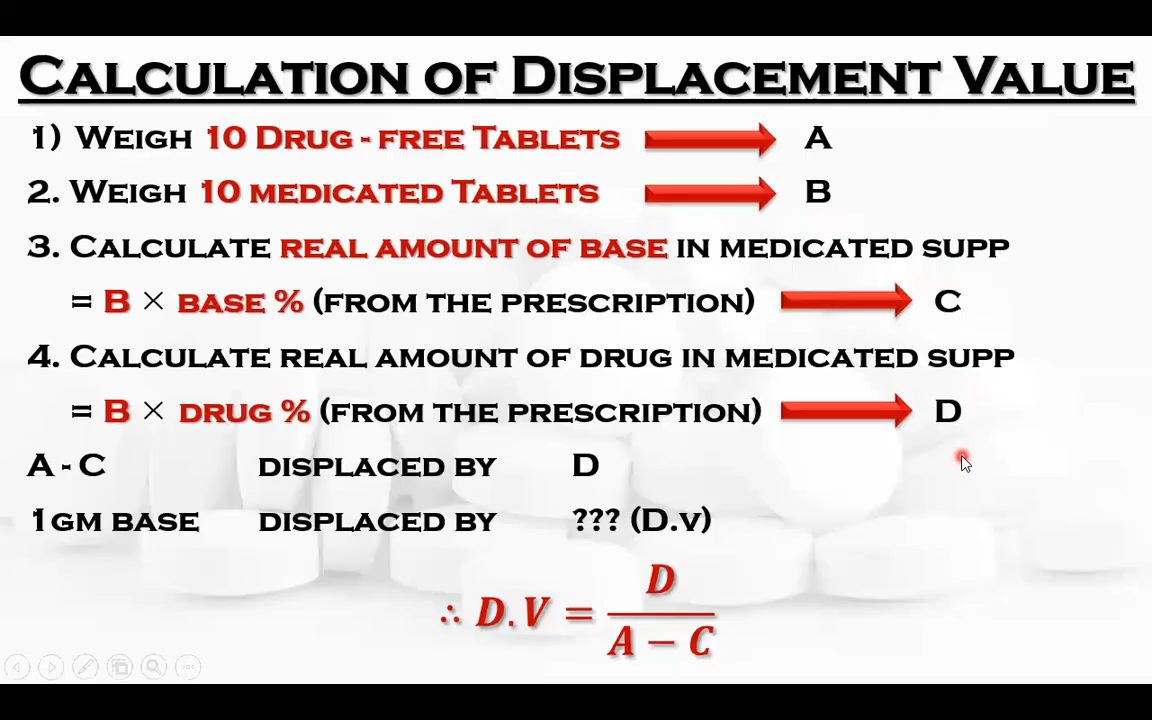 Calculation of Displacement Value
1) Weigh 10 Drug - free Tablets A
2. Weigh 10 medicated Tablets B
3. Calculate real amount of base in medicated supp
= B × base % (from the prescription) C
4. Calculate real amount of drug in medicated supp
= B × drug % (from the prescription) D
A - C displaced by D
1gm base displaced by ??? (D.v)
∴ D.V = D / (A − C)